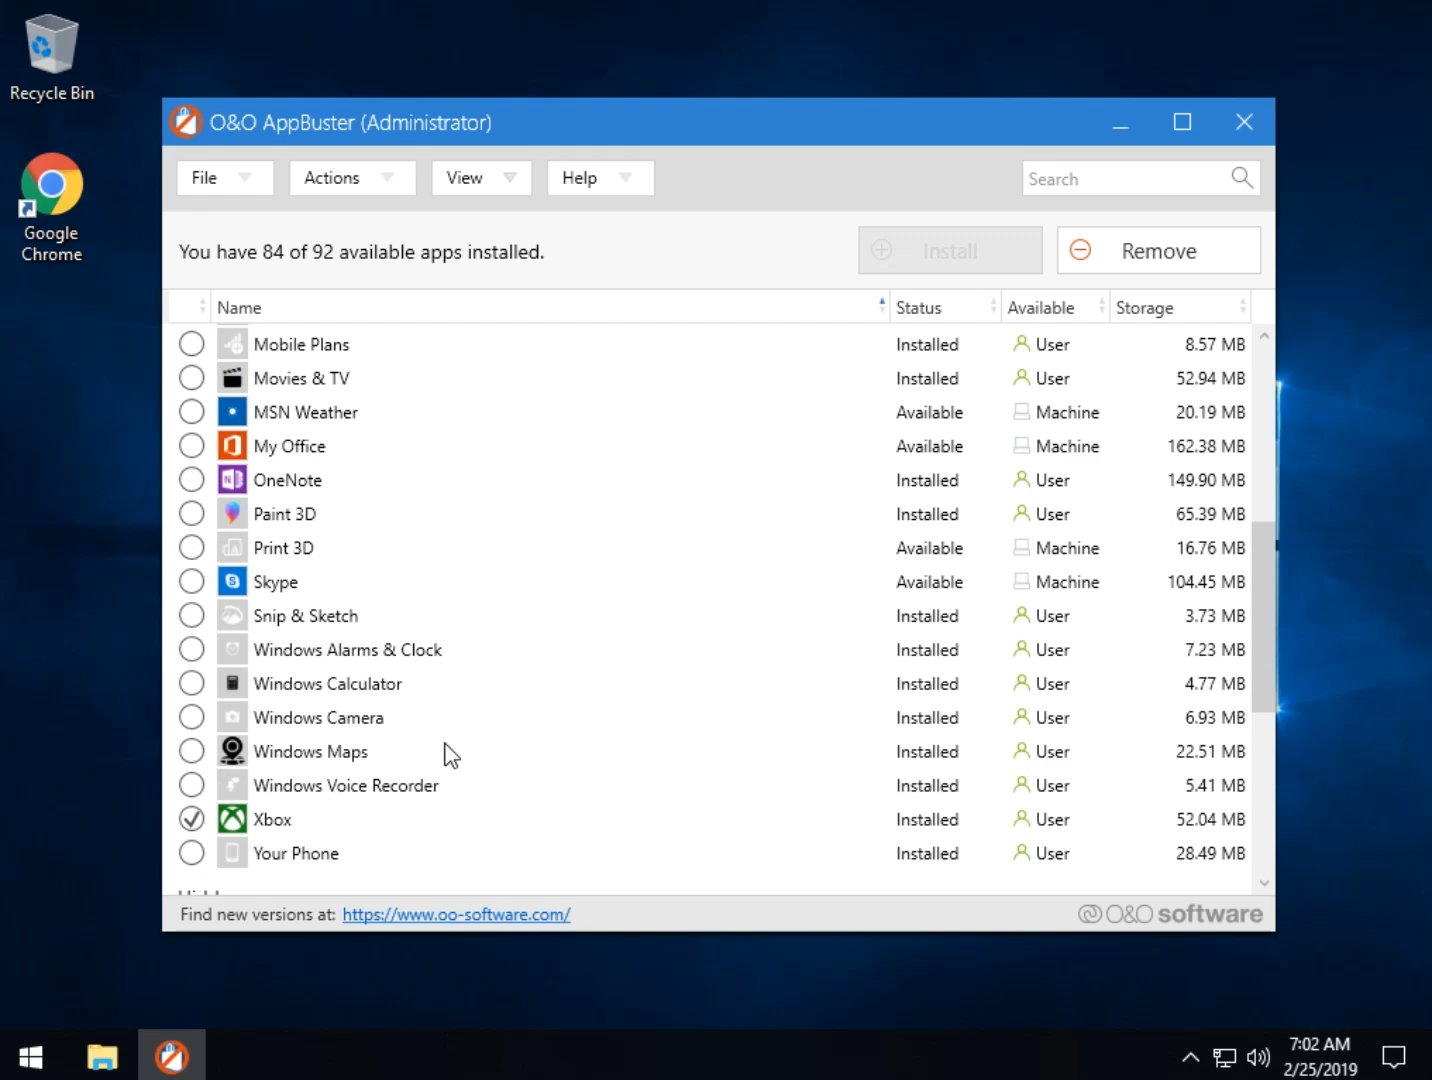 Recycle Bin
Google
Chrome
O&O AppBuster (Administrator)
File Actions View Help Search
You have 84 of 92 available apps installed. Install Remove
Name Status Available Storage
Mobile Plans Installed User 8.57 MB
Movies & TV Installed User 52.94 MB
MSN Weather Available Machine 20.19 MB
My Office Available Machine 162.38 MB
OneNote Installed User 149.90 MB
Paint 3D Installed User 65.39 MB
Print 3D Available Machine 16.76 MB
Skype Available Machine 104.45 MB
Snip & Sketch Installed User 3.73 MB
Windows Alarms & Clock Installed User 7.23 MB
Windows Calculator Installed User 4.77 MB
Windows Camera Installed User 6.93 MB
Windows Maps Installed User 22.51 MB
Windows Voice Recorder Installed User 5.41 MB
Xbox Installed User 52.04 MB
Your Phone Installed User 28.49 MB
Find new versions at: https://www.oo-software.com/ O&O software
7:02 AM
2/25/2019